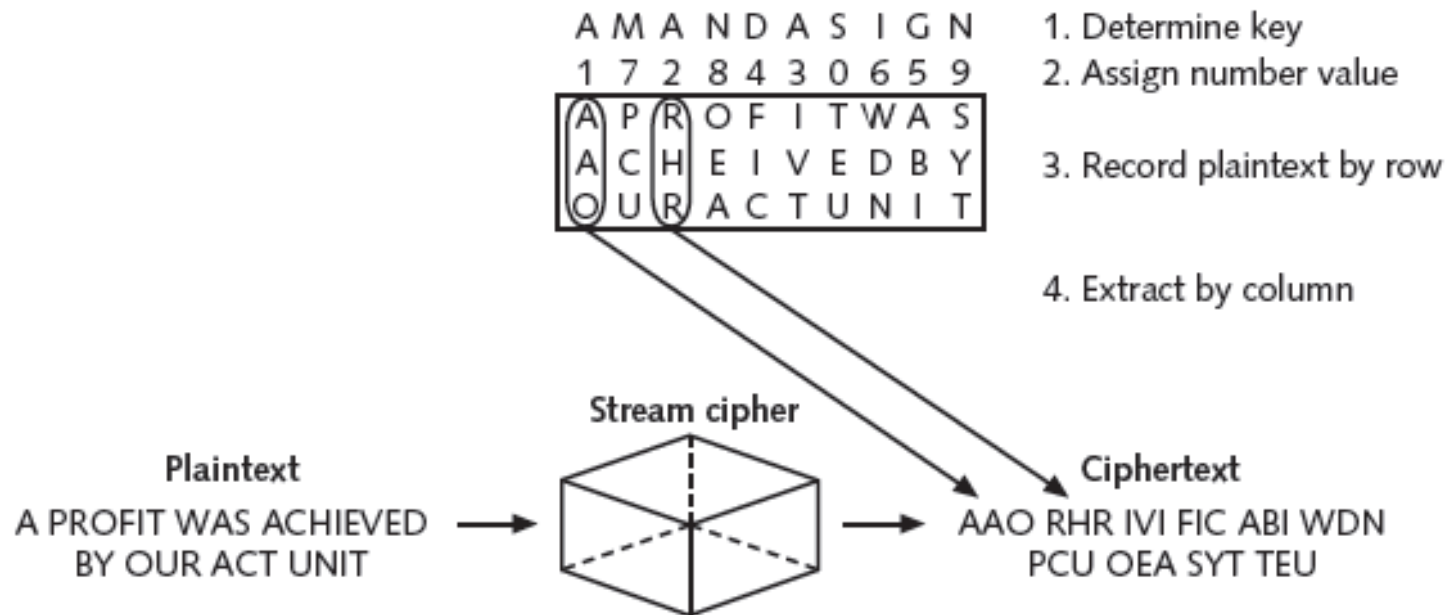 A M A N D A S I G N
1. Determine key
1 7 2 8 4 3 0 6 5 9
2. Assign number value
A P R O F I T W A S
A C H E I V E D B Y
3. Record plaintext by row
O U R A C T U N I T
4. Extract by column
Stream cipher
Plaintext
Ciphertext
A PROFIT WAS ACHIEVED
BY OUR ACT UNIT
AAO RHR IVI FIC ABI WDN
PCU OEA SYT TEU